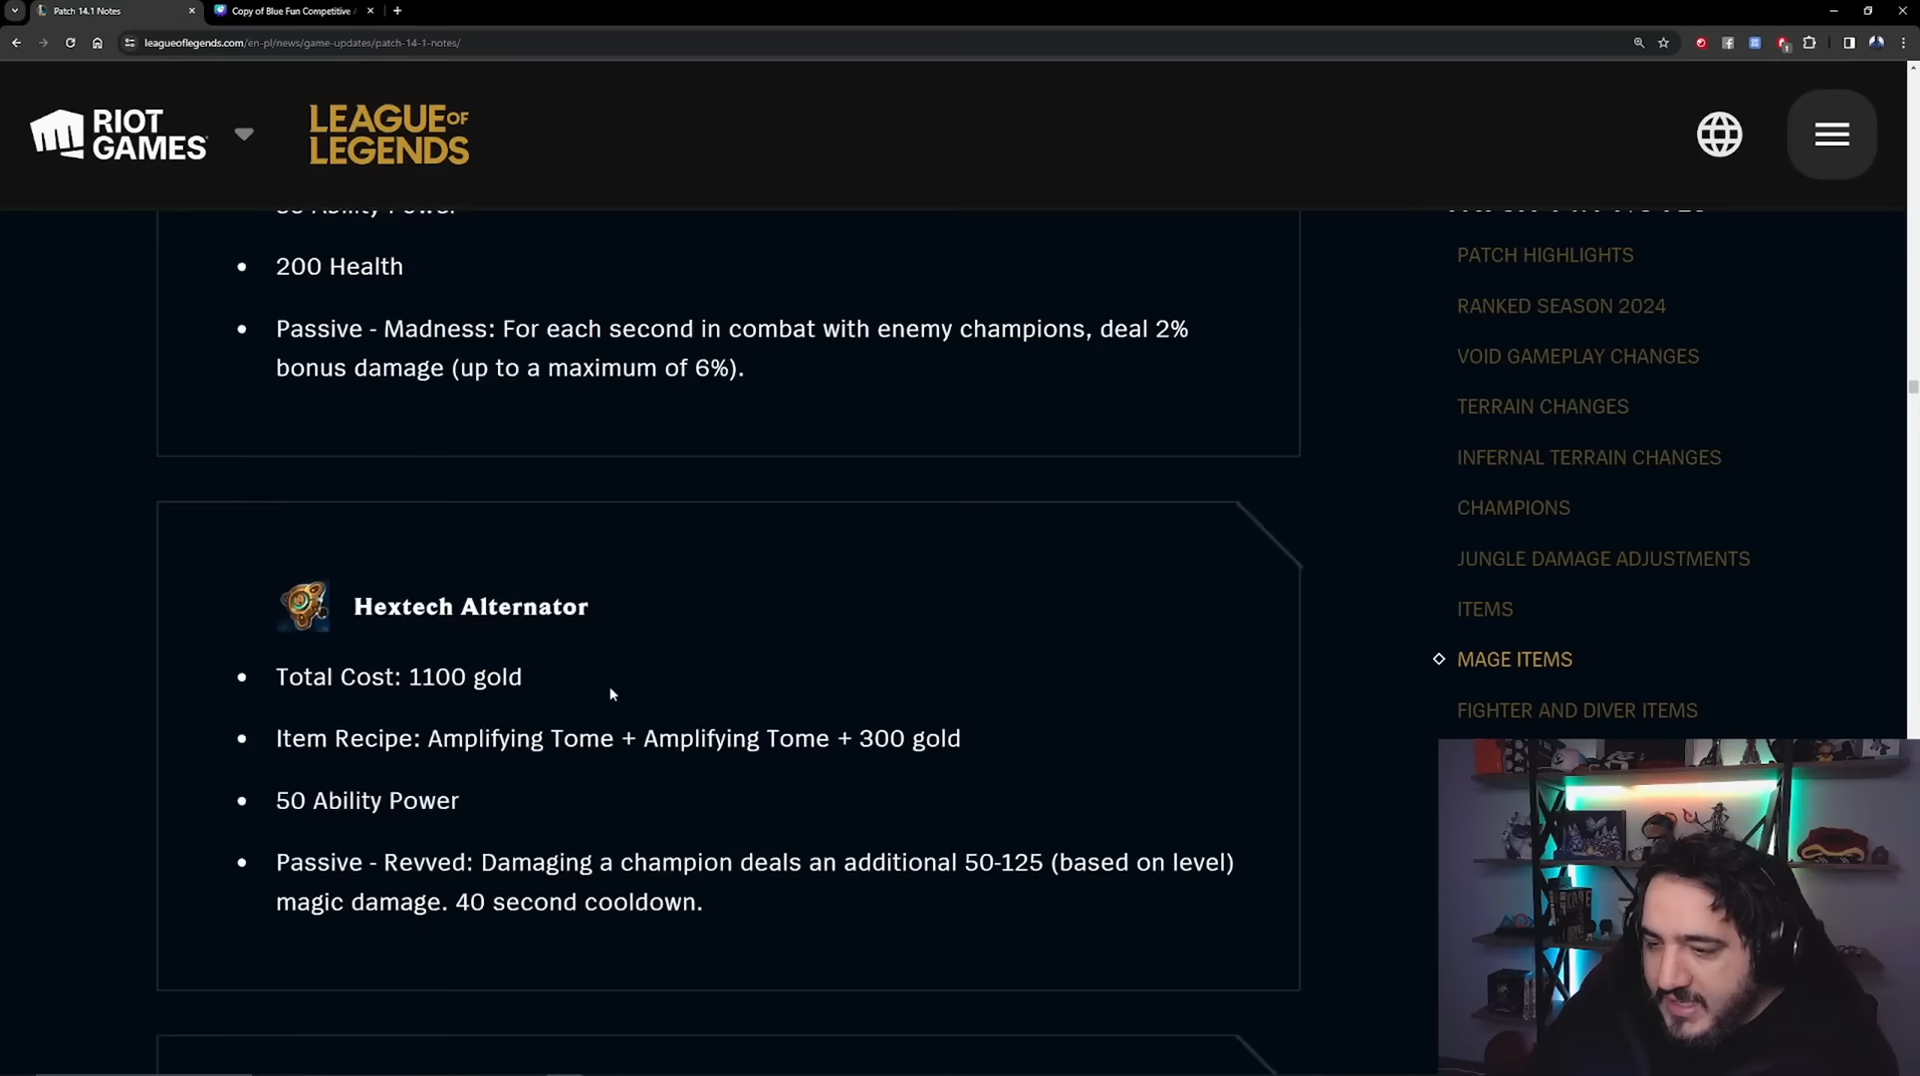 Patch 14.1 Notes
Copy of Blue Fun Competitive
leagueoflegends.com/en-pl/news/game-updates/patch-14-1-notes/
RIOT GAMES
LEAGUE OF LEGENDS
200 Health
Passive - Madness: For each second in combat with enemy champions, deal 2%
bonus damage (up to a maximum of 6%).
Hextech Alternator
Total Cost: 1100 gold
Item Recipe: Amplifying Tome + Amplifying Tome + 300 gold
50 Ability Power
Passive - Revved: Damaging a champion deals an additional 50-125 (based on level)
magic damage. 40 second cooldown.
PATCH HIGHLIGHTS
RANKED SEASON 2024
VOID GAMEPLAY CHANGES
TERRAIN CHANGES
INFERNAL TERRAIN CHANGES
CHAMPIONS
JUNGLE DAMAGE ADJUSTMENTS
ITEMS
MAGE ITEMS
FIGHTER AND DIVER ITEMS